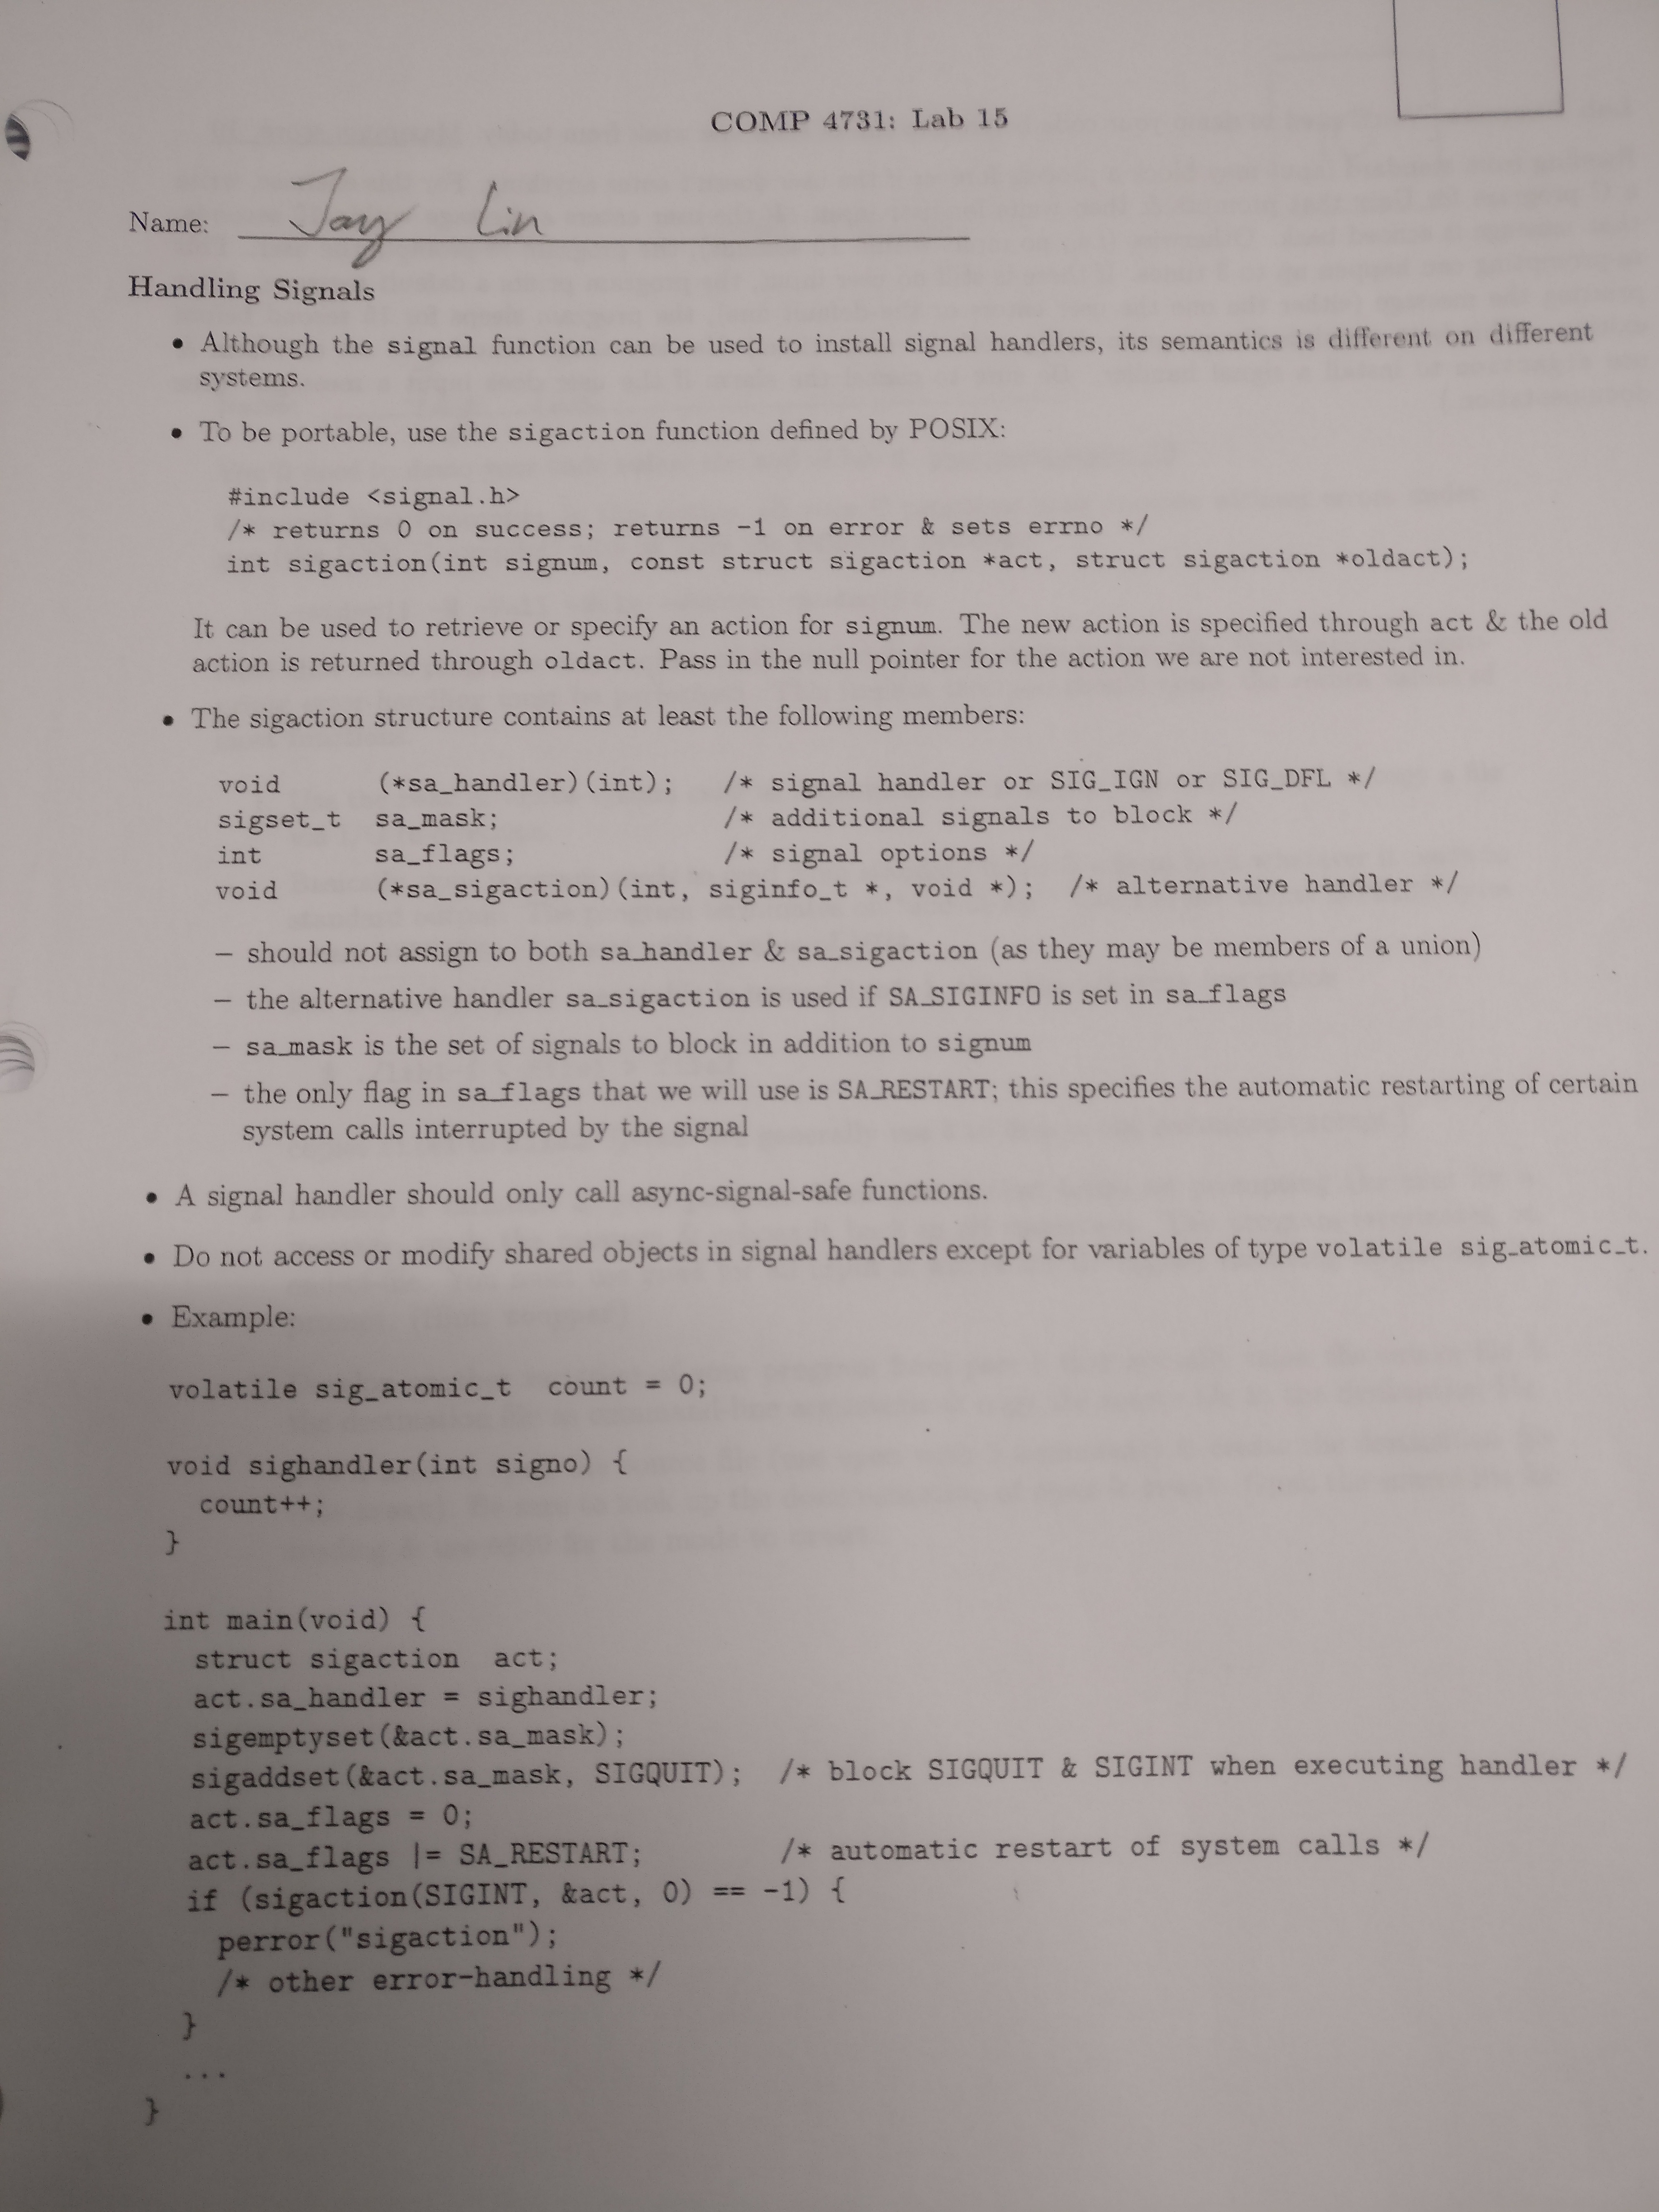 COMP 4731: Lab 15
Name: Jay Lin
Handling Signals
• Although the signal function can be used to install signal handlers, its semantics is different on different
systems.
• To be portable, use the sigaction function defined by POSIX:
#include <signal.h>
/* returns 0 on success; returns -1 on error & sets errno */
int sigaction(int signum, const struct sigaction *act, struct sigaction *oldact);
It can be used to retrieve or specify an action for signum. The new action is specified through act & the old
action is returned through oldact. Pass in the null pointer for the action we are not interested in.
• The sigaction structure contains at least the following members:
void (*sa_handler)(int); /* signal handler or SIG_IGN or SIG_DFL */
sigset_t sa_mask; /* additional signals to block */
int sa_flags; /* signal options */
void (*sa_sigaction)(int, siginfo_t *, void *); /* alternative handler */
– should not assign to both sa_handler & sa_sigaction (as they may be members of a union)
– the alternative handler sa_sigaction is used if SA_SIGINFO is set in sa_flags
– sa_mask is the set of signals to block in addition to signum
– the only flag in sa_flags that we will use is SA_RESTART; this specifies the automatic restarting of certain
system calls interrupted by the signal
• A signal handler should only call async-signal-safe functions.
• Do not access or modify shared objects in signal handlers except for variables of type volatile sig_atomic_t.
• Example:
volatile sig_atomic_t count = 0;
void sighandler(int signo) {
count++;
}
int main(void) {
struct sigaction act;
act.sa_handler = sighandler;
sigemptyset(&act.sa_mask);
sigaddset(&act.sa_mask, SIGQUIT); /* block SIGQUIT & SIGINT when executing handler */
act.sa_flags = 0;
act.sa_flags |= SA_RESTART; /* automatic restart of system calls */
if (sigaction(SIGINT, &act, 0) == -1) {
perror("sigaction");
/* other error-handling */
}
...
}